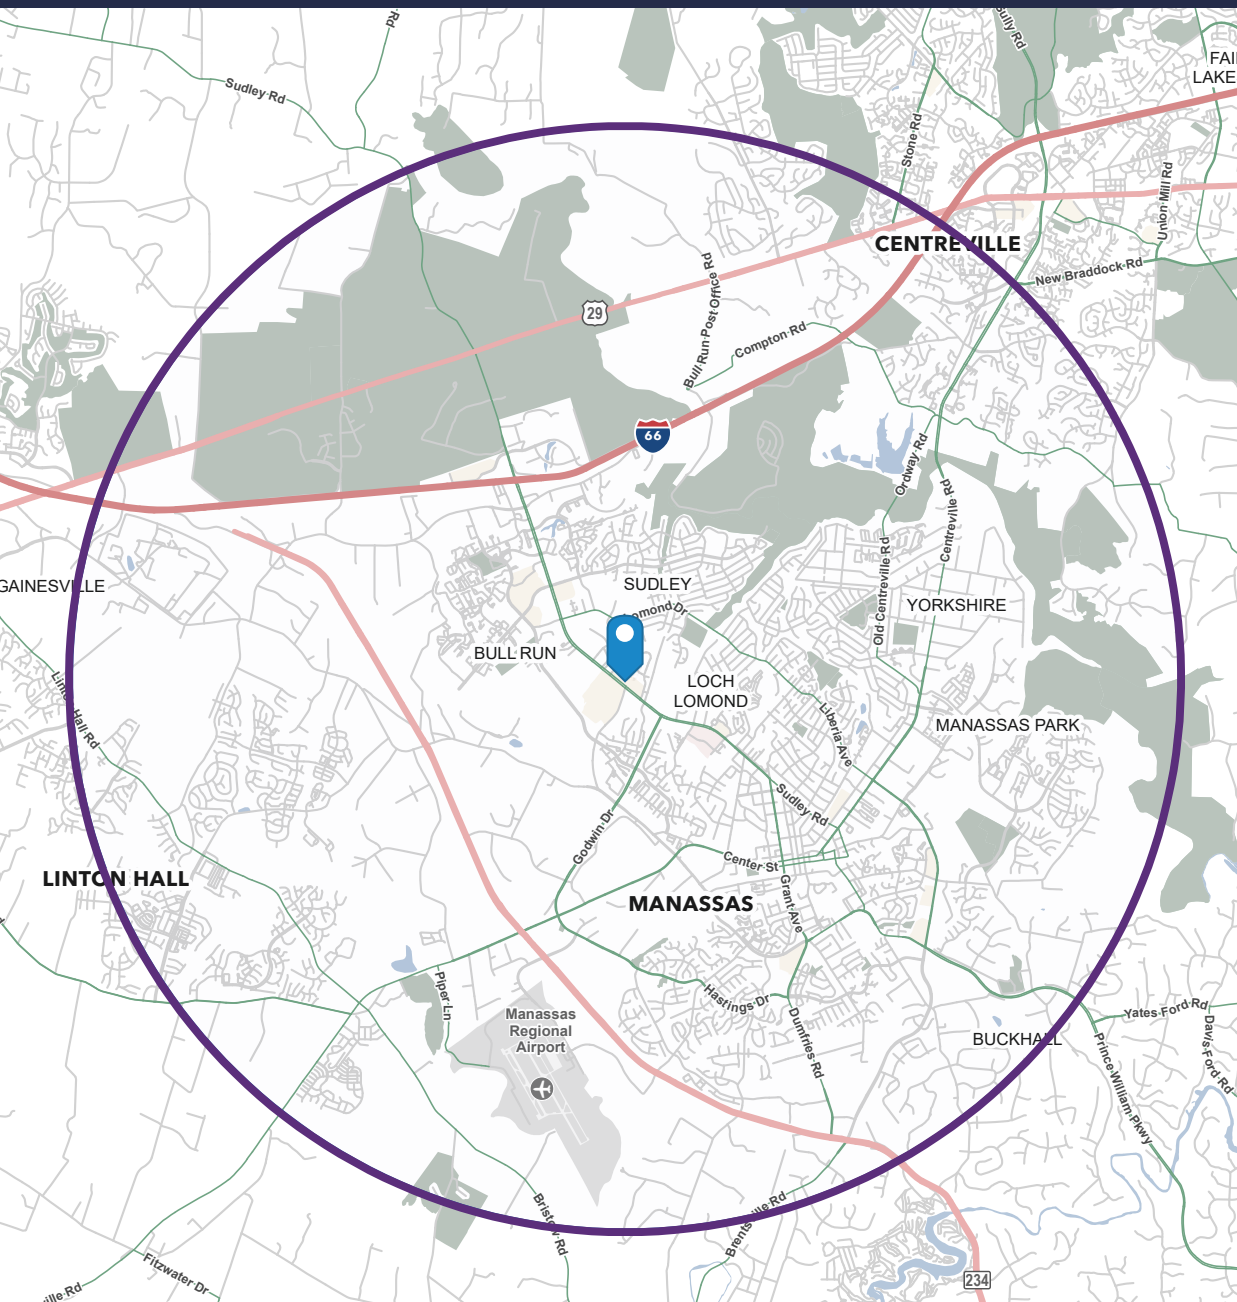 Rd
Sully Rd
FAI
LAKE
Sudley Rd
Stone Rd
Union Mill Rd
CENTREVILLE
New Braddock Rd
Bull Run Post Office Rd
29
Compton Rd
66
Ordway Rd
Centreville Rd
GAINESVILLE
SUDLEY
Lomond Dr
Old Centreville Rd
YORKSHIRE
BULL RUN
LOCH
LOMOND
Linton Hall Rd
Liberia Ave
MANASSAS PARK
Sudley Rd
Godwin Dr
Center St
LINTON HALL
Grant Ave
MANASSAS
Piper Ln
Hastings Dr
Manassas
Regional
Airport
Dumfries Rd
Yates Ford Rd
Davis Ford Rd
BUCKHALL
Prince William Pkwy
Bristow Rd
Brentsville Rd
Fitzwater Dr
ville Rd
234